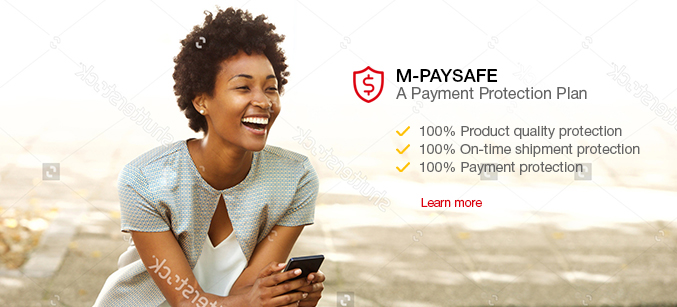 M-PAYSAFE
A Payment Protection Plan
100% Product quality protection
100% On-time shipment protection
100% Payment protection
Learn more